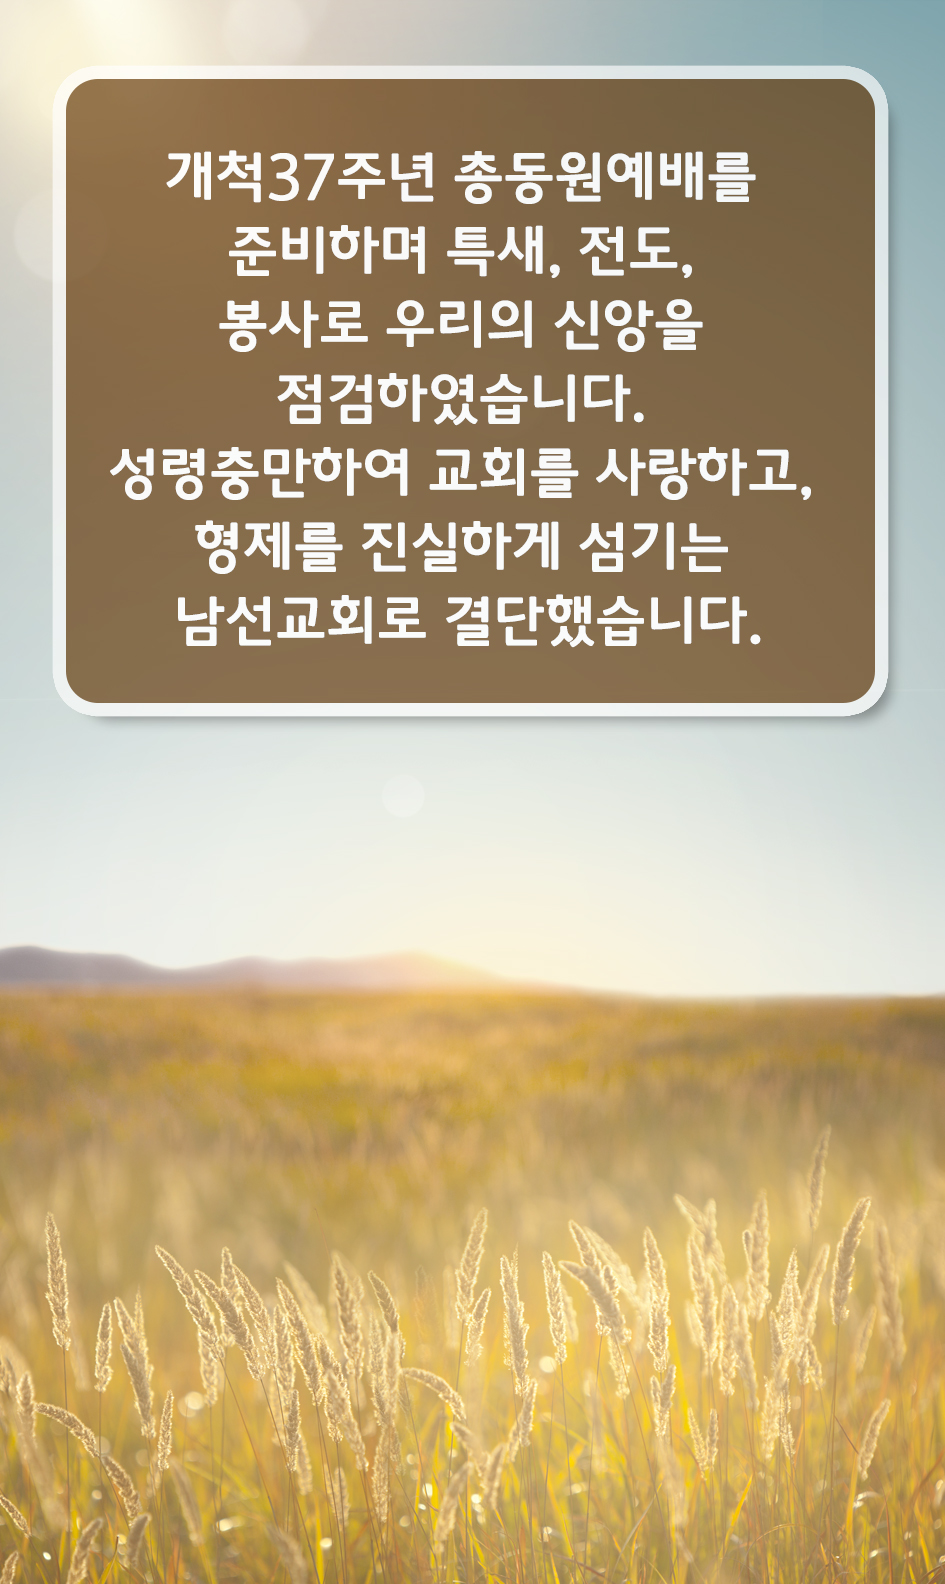 개척37주년 총동원예배를
준비하며 특새, 전도,
봉사로 우리의 신앙을
점검하였습니다.
성령충만하여 교회를 사랑하고,
형제를 진실하게 섬기는
남선교회로 결단했습니다.